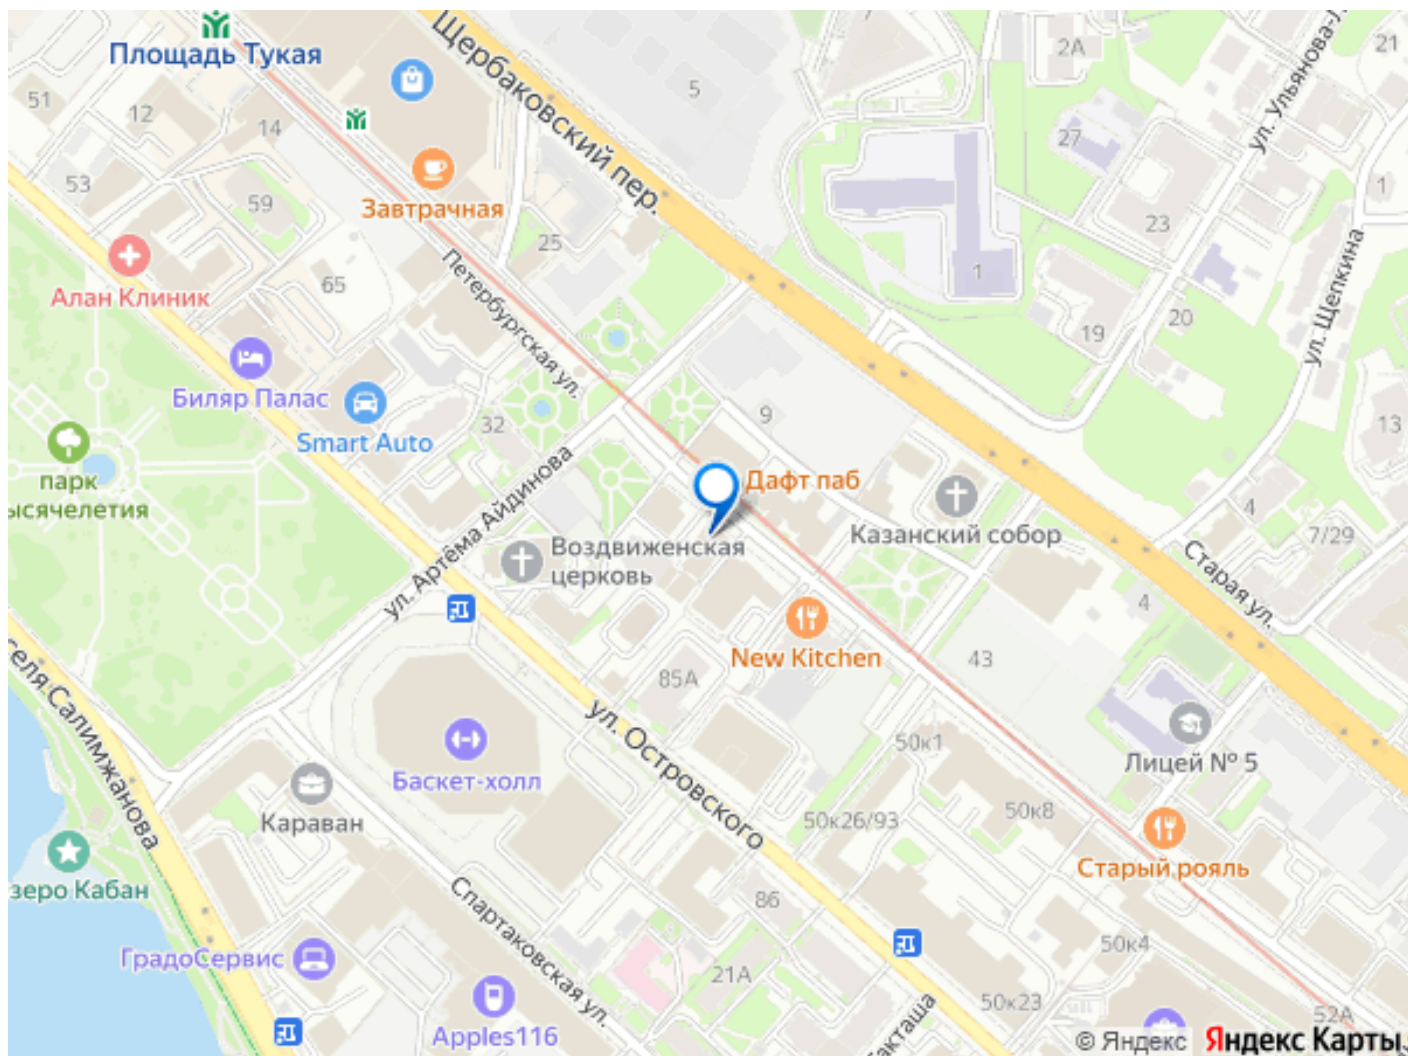 Площадь Тукая
Щербаковский пер.
2А
21
ул. Ульянова-Л
51
12
14
5
27
53
59
Завтрачная
25
1
23
1
65
Алан Клиник
Петербургская ул.
19
20
ул. Щепкина
Биляр Палас
Smart Auto
32
9
13
парк
ысячелетия
ул. Артёма Айдинова
Дафт паб
Казанский собор
4
7/29
Воздвиженская
церковь
Старая ул.
4
New Kitchen
43
85А
селя Салимжанова
ул. Островского
50к1
Лицей № 5
Баскет-холл
Караван
50к26/93
50к8
Старый рояль
зеро Кабан
Спартаковская ул.
86
50к4
ГрадоСервис
21А
50к23
52А
Apples116
акташа
© Яндекс Яндекс Карты